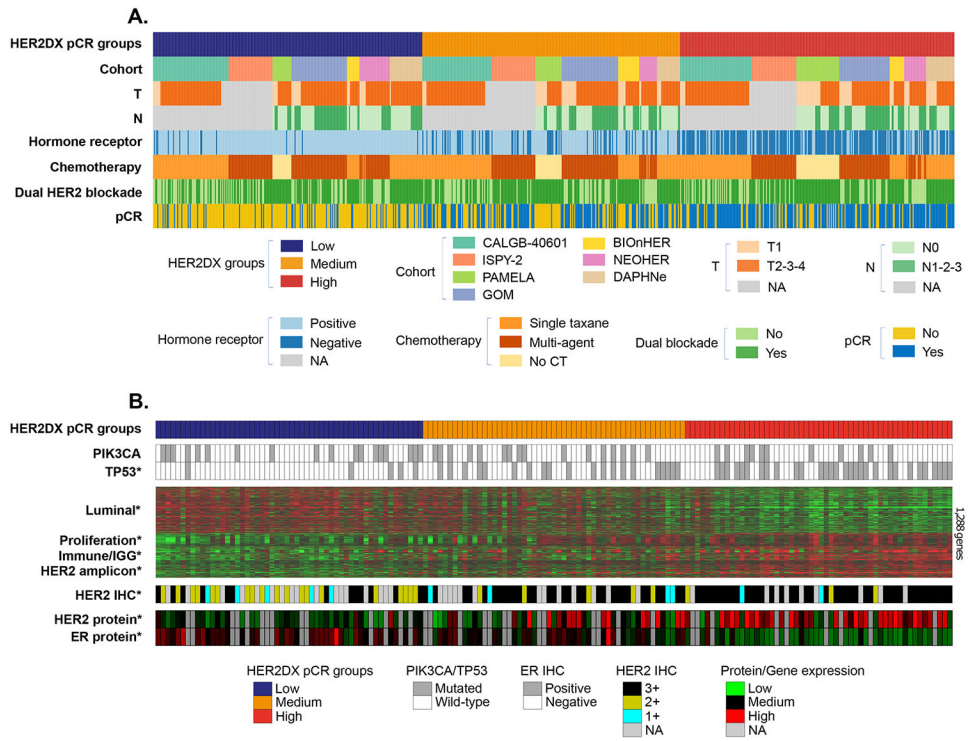 A.
HER2DX pCR groups
Cohort
T
N
Hormone receptor
Chemotherapy
Dual HER2 blockade
pCR
HER2DX groups
Low
Medium
High
Cohort
CALGB-40601
ISPY-2
PAMELA
GOM
BIOnHER
NEOHER
DAPHNe
T
T1
T2-3-4
NA
N
N0
N1-2-3
NA
Hormone receptor
Positive
Negative
NA
Chemotherapy
Single taxane
Multi-agent
No CT
Dual blockade
No
Yes
pCR
No
Yes
B.
HER2DX pCR groups
PIK3CA
TP53*
Luminal*
Proliferation*
Immune/IGG*
HER2 amplicon*
1,286 genes
HER2 IHC*
HER2 protein*
ER protein*
HER2DX pCR groups
Low
Medium
High
PIK3CA/TP53
Mutated
Wild-type
ER IHC
Positive
Negative
HER2 IHC
3+
2+
1+
NA
Protein/Gene expression
Low
Medium
High
NA